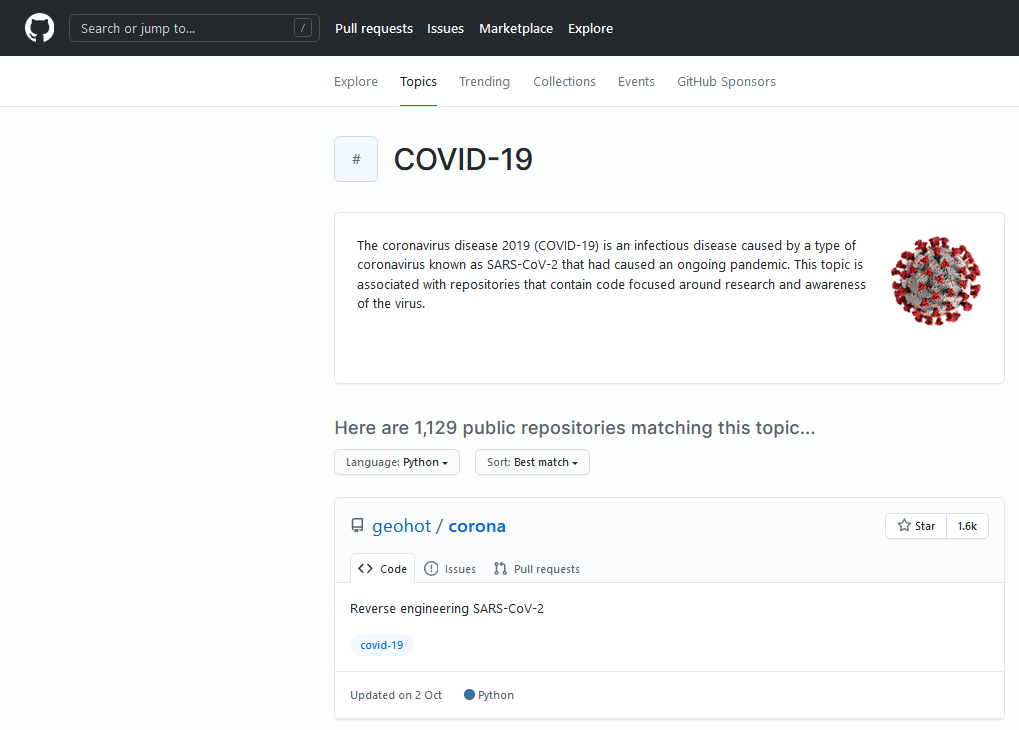 Search or jump to... /
Pull requests Issues Marketplace Explore
Explore Topics Trending Collections Events GitHub Sponsors
# COVID-19
The coronavirus disease 2019 (COVID-19) is an infectious disease caused by a type of
coronavirus known as SARS-CoV-2 that had caused an ongoing pandemic. This topic is
associated with repositories that contain code focused around research and awareness
of the virus.
Here are 1,129 public repositories matching this topic...
Language: Python Sort: Best match
geohot / corona
Star 1.6k
Code Issues Pull requests
Reverse engineering SARS-CoV-2
covid-19
Updated on 2 Oct Python